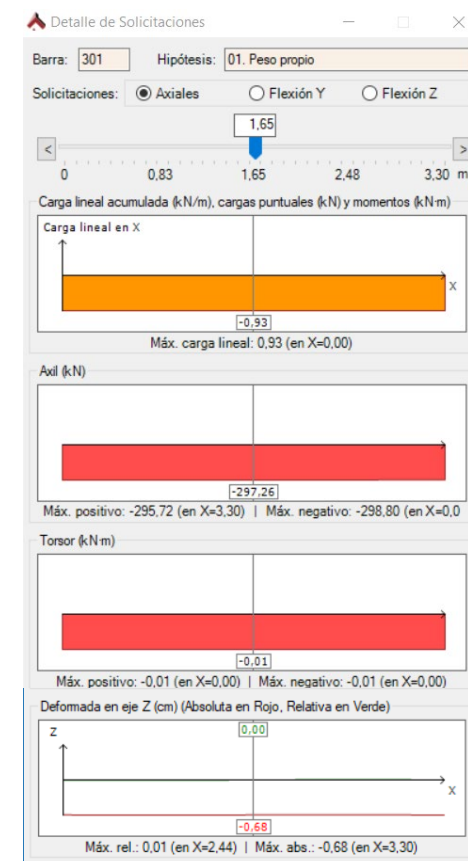 Detalle de Solicitaciones
Barra: 301 Hipótesis: 01. Peso propio
Solicitaciones: Axiales Flexión Y Flexión Z
1,65
< >
0 0,83 1,65 2,48 3,30 m
Carga lineal acumulada (kN/m), cargas puntuales (kN) y momentos (kN·m)
Carga lineal en X
X
-0,93
Máx. carga lineal: 0,93 (en X=0,00)
Axil (kN)
-297,26
Máx. positivo: -295,72 (en X=3,30) | Máx. negativo: -298,80 (en X=0,0
Torsor (kN·m)
-0,01
Máx. positivo: -0,01 (en X=0,00) | Máx. negativo: -0,01 (en X=0,00)
Deformada en eje Z (cm) (Absoluta en Rojo, Relativa en Verde)
Z 0,00
X
-0,68
Máx. rel.: 0,01 (en X=2,44) | Máx. abs.: -0,68 (en X=3,30)